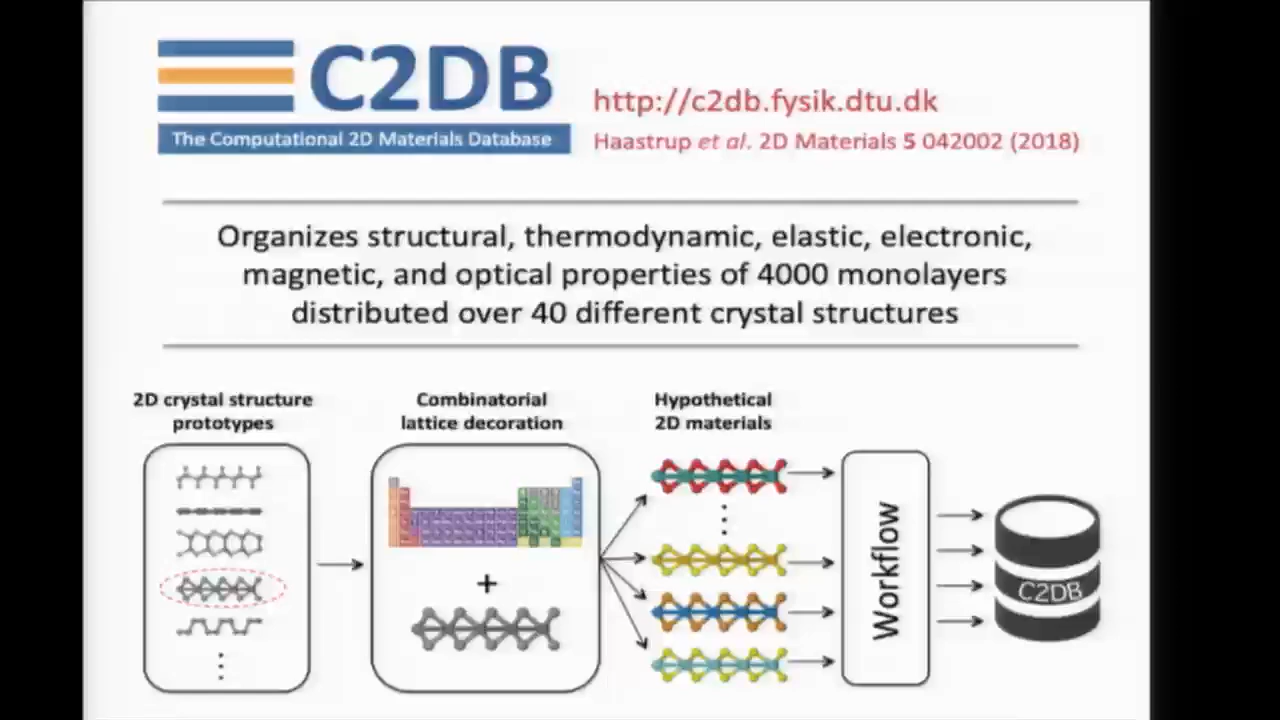 C2DB
The Computational 2D Materials Database
http://c2db.fysik.dtu.dk
Haastrup et al. 2D Materials 5 042002 (2018)
Organizes structural, thermodynamic, elastic, electronic,
magnetic, and optical properties of 4000 monolayers
distributed over 40 different crystal structures
2D crystal structure
prototypes
Combinatorial
lattice decoration
+
Hypothetical
2D materials
Workflow
C2DB